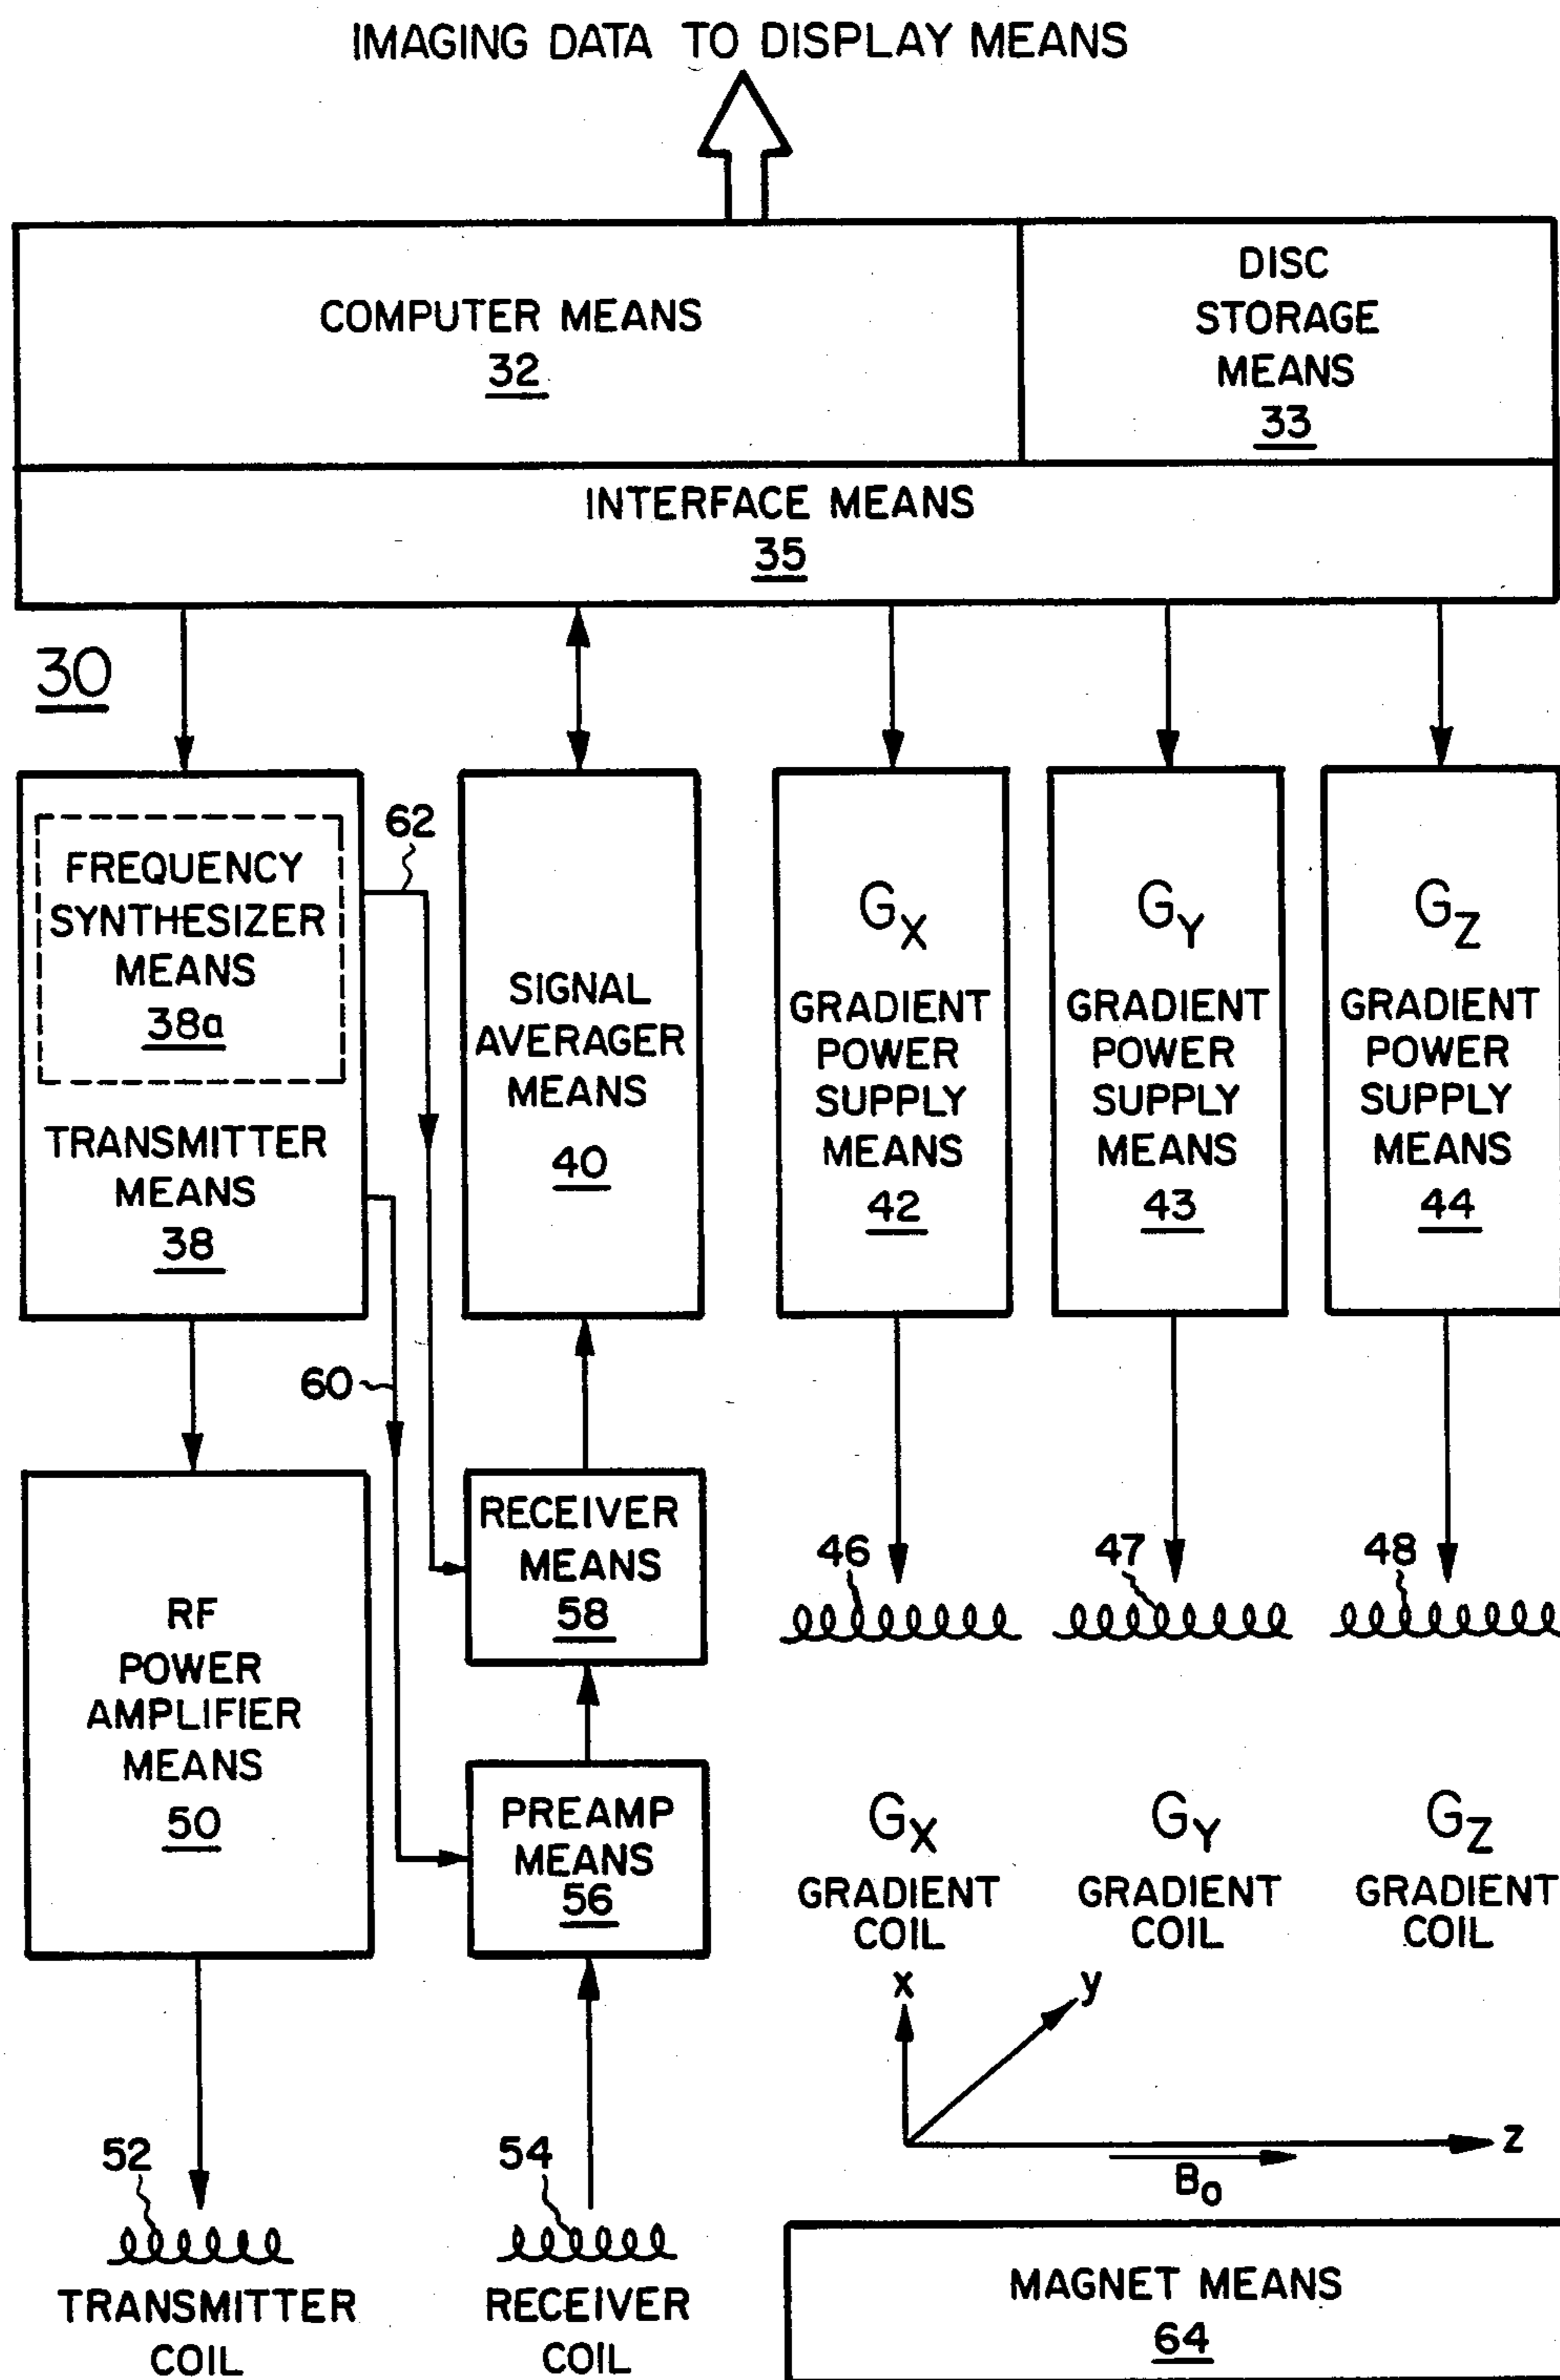 IMAGING DATA TO DISPLAY MEANS
COMPUTER MEANS
32
DISC
STORAGE
MEANS
33
INTERFACE MEANS
35
30
FREQUENCY
SYNTHESIZER
MEANS
38a
TRANSMITTER
MEANS
38
62
60
SIGNAL
AVERAGER
MEANS
40
GX
GRADIENT
POWER
SUPPLY
MEANS
42
GY
GRADIENT
POWER
SUPPLY
MEANS
43
GZ
GRADIENT
POWER
SUPPLY
MEANS
44
RF
POWER
AMPLIFIER
MEANS
50
RECEIVER
MEANS
58
PREAMP
MEANS
56
46
47
48
GX
GRADIENT
COIL
GY
GRADIENT
COIL
GZ
GRADIENT
COIL
x
y
z
B0
52
TRANSMITTER
COIL
54
RECEIVER
COIL
MAGNET MEANS
64